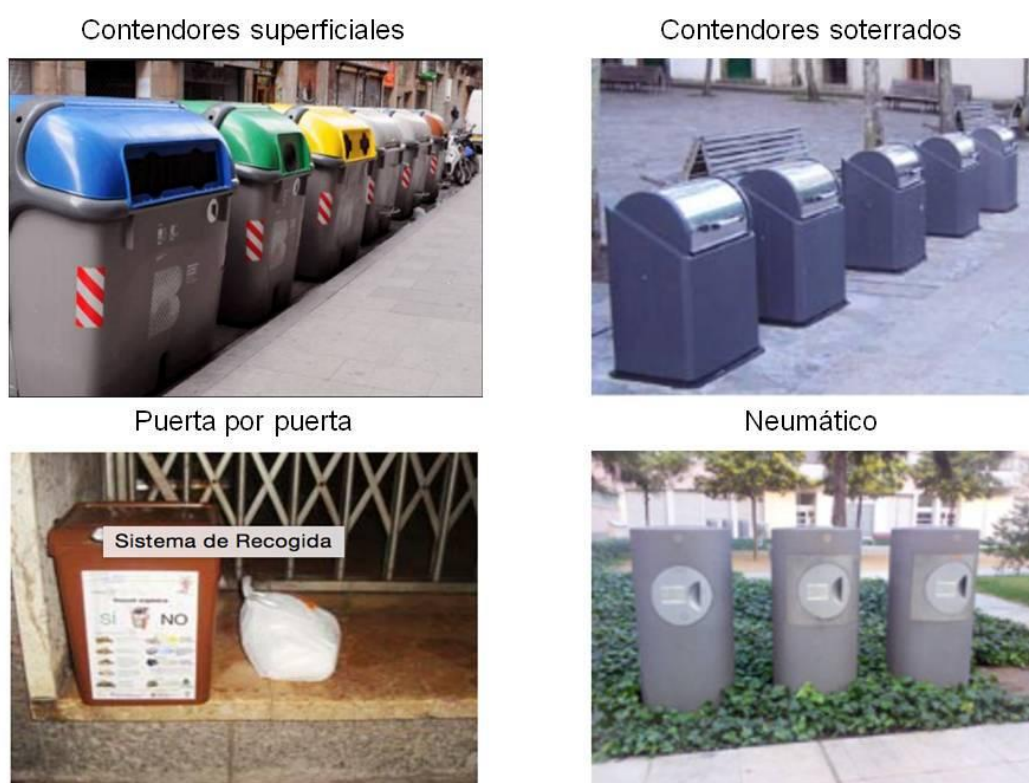 Contendores superficiales
Contendores soterrados
Puerta por puerta
Neumático
Sistema de Recogida
SÍ NO